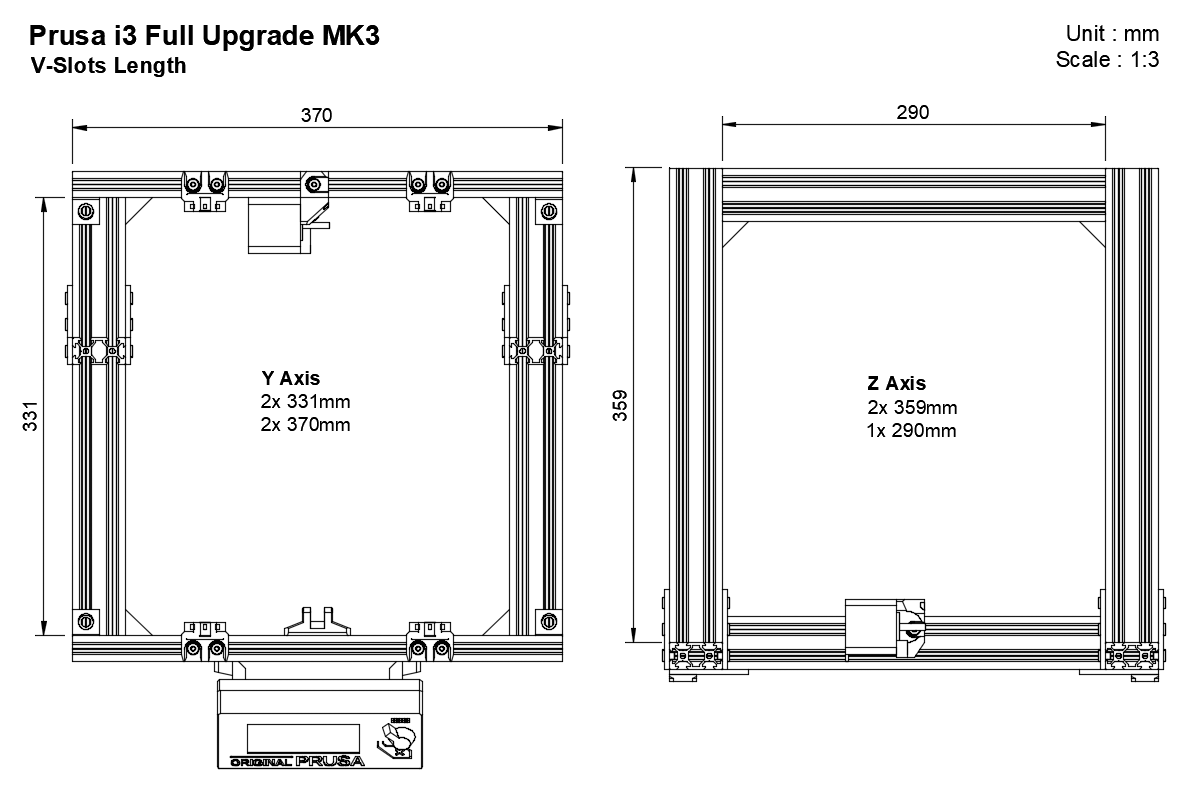 Prusa i3 Full Upgrade MK3
V-Slots Length
Unit : mm
Scale : 1:3
370
290
331
359
Y Axis
2x 331mm
2x 370mm
Z Axis
2x 359mm
1x 290mm
ORIGINAL PRUSA